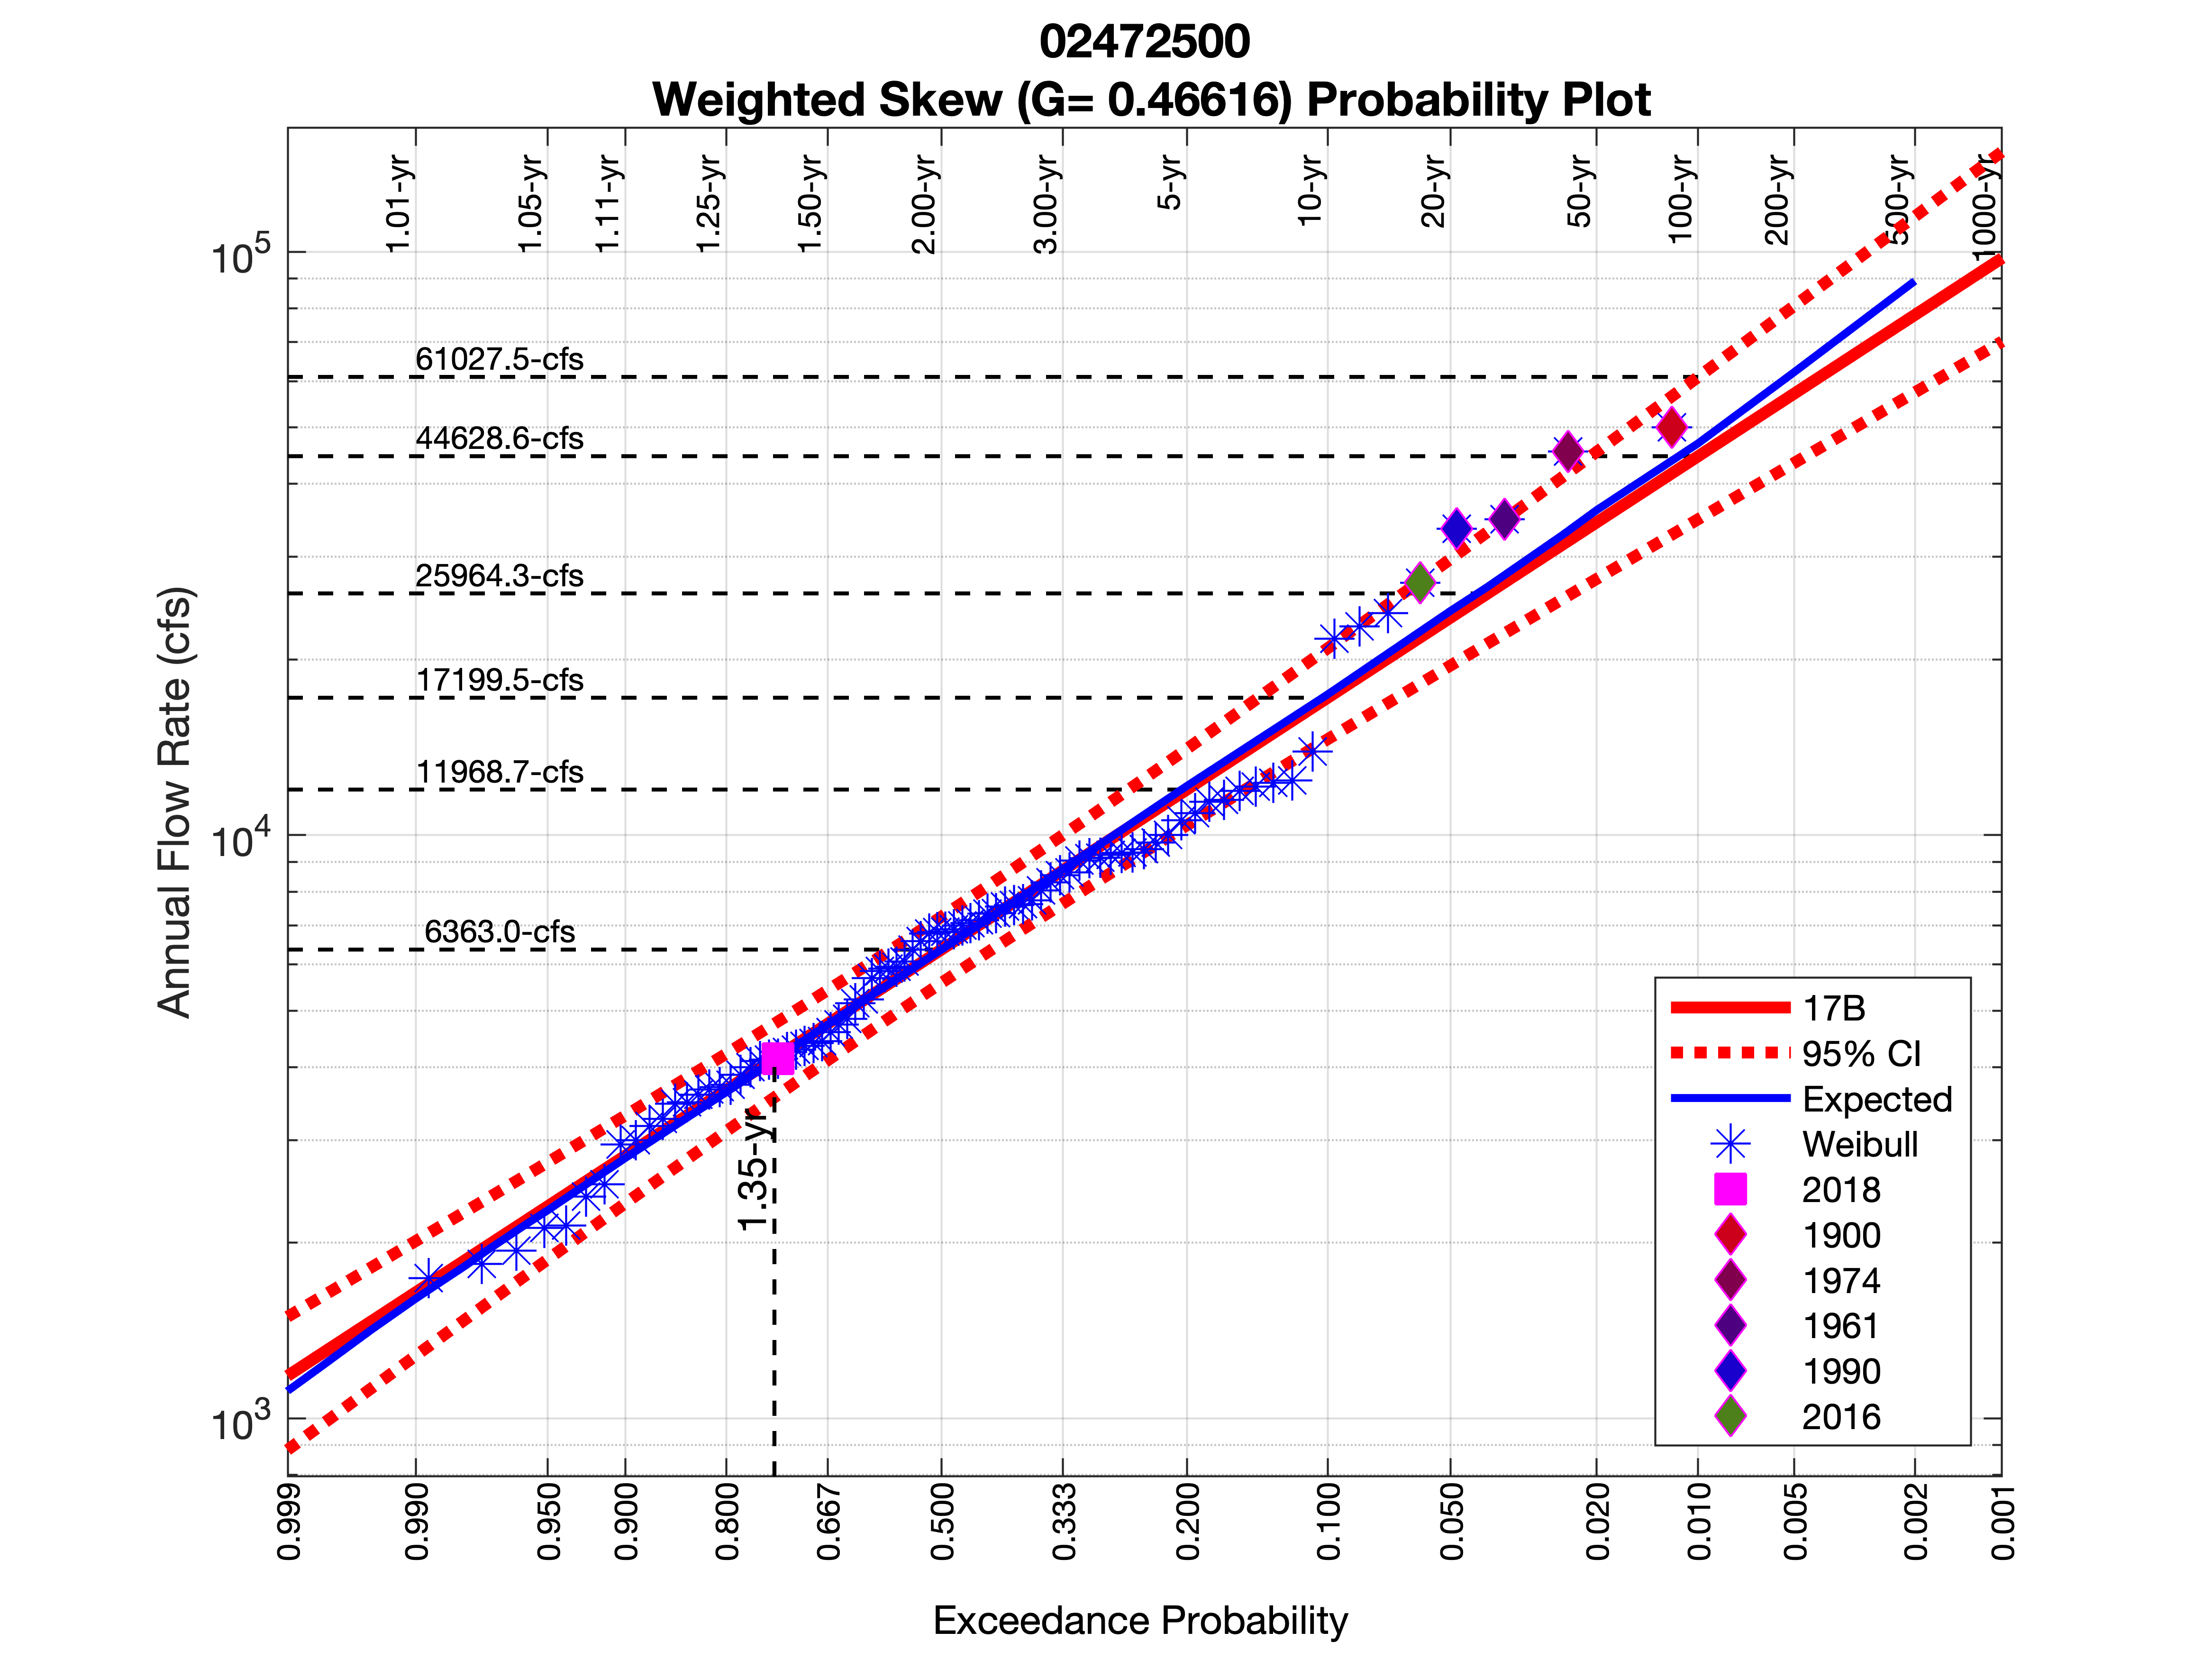 02472500
Weighted Skew (G= 0.46616) Probability Plot
1.01-yr
1.05-yr
1.11-yr
1.25-yr
1.50-yr
2.00-yr
3.00-yr
5-yr
10-yr
20-yr
50-yr
100-yr
200-yr
500-yr
1000-yr
Annual Flow Rate (cfs)
10^5
10^4
10^3
61027.5-cfs
44628.6-cfs
25964.3-cfs
17199.5-cfs
11968.7-cfs
6363.0-cfs
1.35-yr
17B
95% CI
Expected
Weibull
2018
1900
1974
1961
1990
2016
0.999
0.990
0.950
0.900
0.800
0.667
0.500
0.333
0.200
0.100
0.050
0.020
0.010
0.005
0.002
0.001
Exceedance Probability